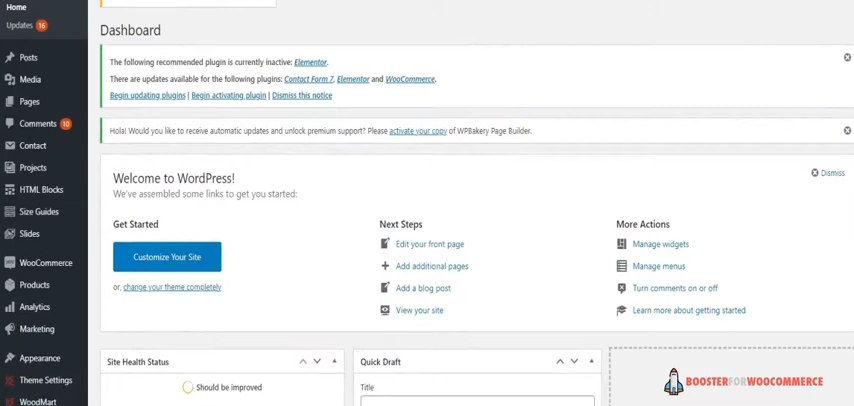 Home
Updates 16
Posts
Media
Pages
Comments 10
Contact
Projects
HTML Blocks
Size Guides
Slides
WooCommerce
Products
Analytics
Marketing
Appearance
Theme Settings
WoodMart
Dashboard
The following recommended plugin is currently inactive: Elementor.
There are updates available for the following plugins: Contact Form 7, Elementor and WooCommerce.
Begin updating plugins | Begin activating plugin | Dismiss this notice
Hola! Would you like to receive automatic updates and unlock premium support? Please activate your copy of WPBakery Page Builder.
Dismiss
Welcome to WordPress!
We've assembled some links to get you started:
Get Started
Customize Your Site
or, change your theme completely
Next Steps
Edit your front page
Add additional pages
Add a blog post
View your site
More Actions
Manage widgets
Manage menus
Turn comments on or off
Learn more about getting started
Site Health Status
Should be improved
Quick Draft
Title
BOOSTERFORWOOCOMMERCE